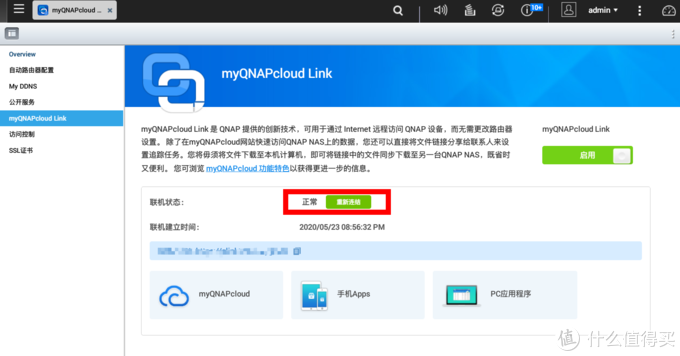 myQNAPcloud ...
10+
admin
Overview
自动路由器配置
My DDNS
公开服务
myQNAPcloud Link
访问控制
SSL证书
myQNAPcloud Link
myQNAPcloud Link 是 QNAP 提供的创新技术，可用于通过 Internet 远程访问 QNAP 设备，而无需更改路由器
设置。 除了在myQNAPcloud网站快速访问QNAP NAS上的数据，您还可以直接将文件链接分享给联系人来设
置追踪任务。您将毋须将文件下载至本机计算机，即可将链接中的文件同步下载至另一台QNAP NAS，既省时
又便利。 您可浏览 myQNAPcloud 功能特色以获得更进一步的信息。
myQNAPcloud Link
启用
联机状态：
正常
重新连结
联机建立时间：
2020/05/23 08:56:32 PM
myQNAPcloud
手机Apps
PC应用程序
值 什么值得买